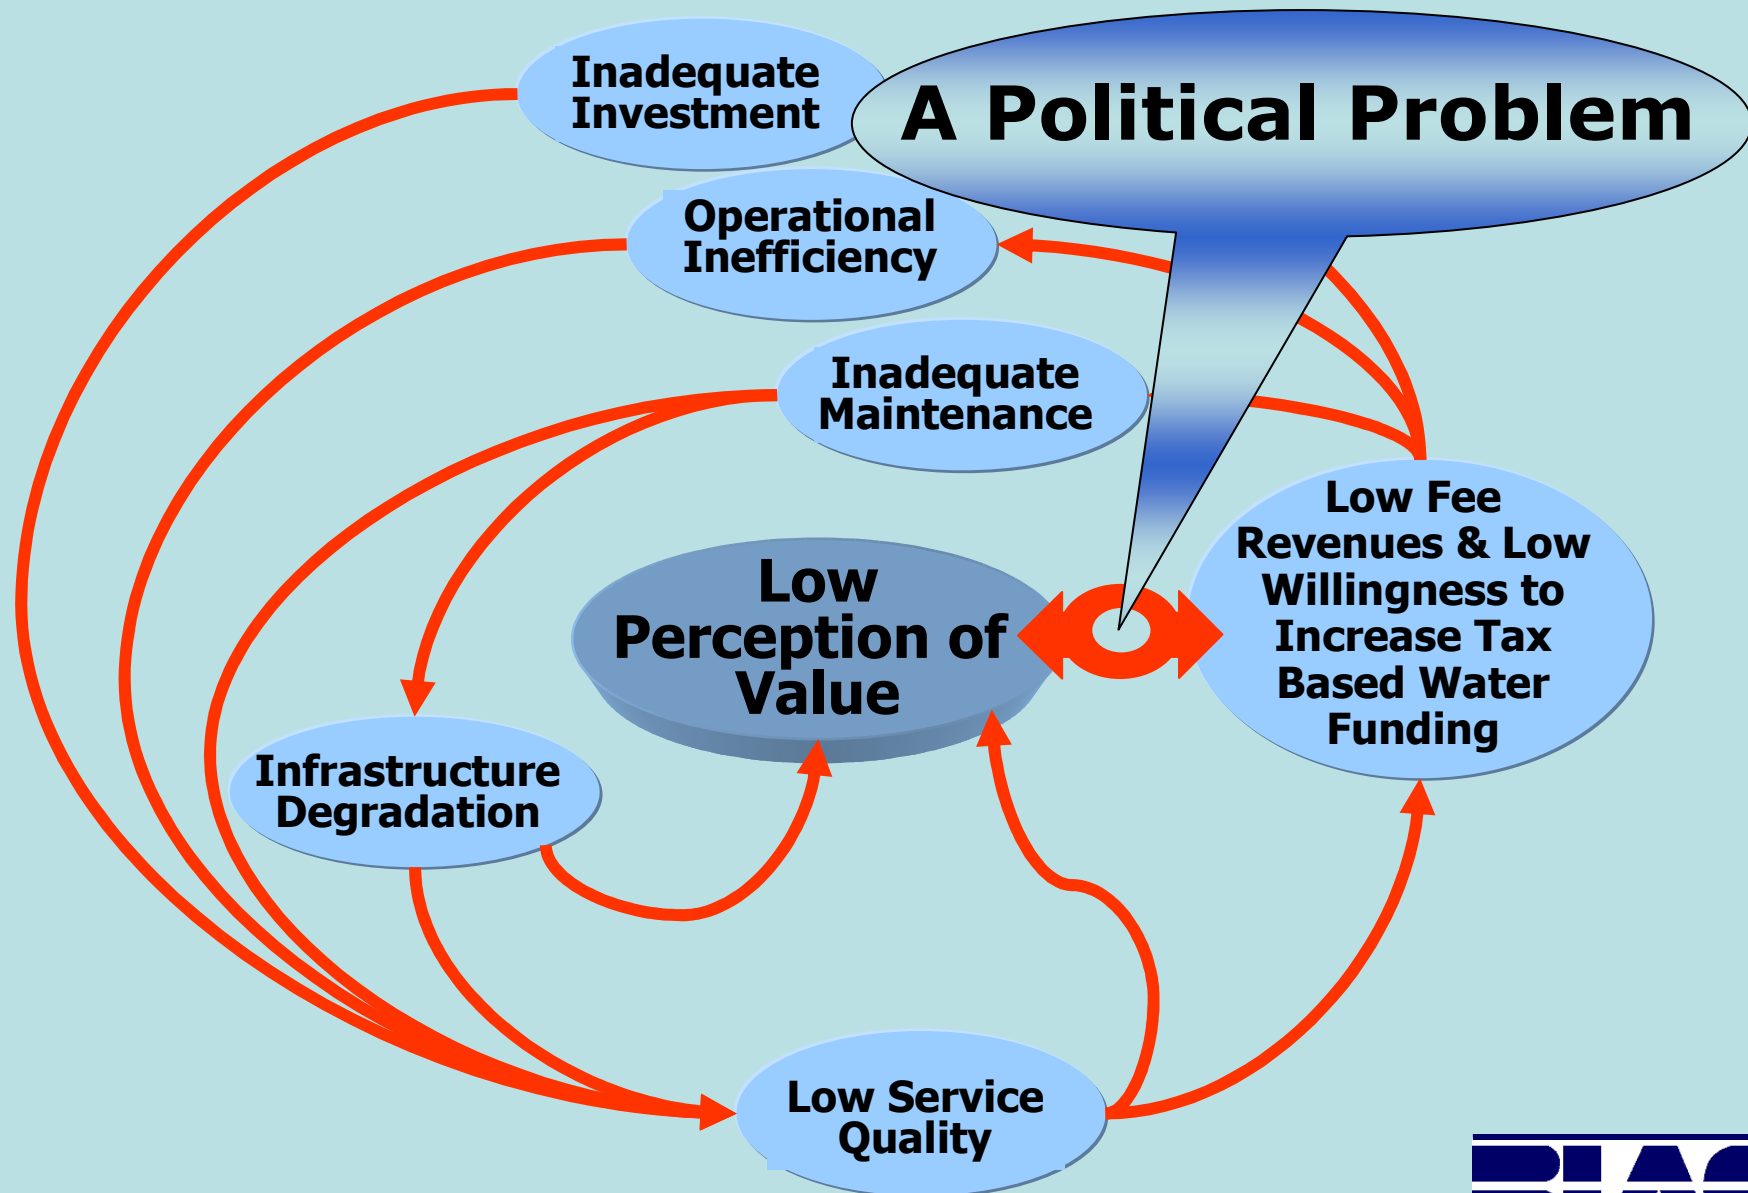 Inadequate
Investment
A Political Problem
Operational
Inefficiency
Inadequate
Maintenance
Low Fee
Revenues & Low
Willingness to
Increase Tax
Based Water
Funding
Low
Perception of
Value
Infrastructure
Degradation
Low Service
Quality